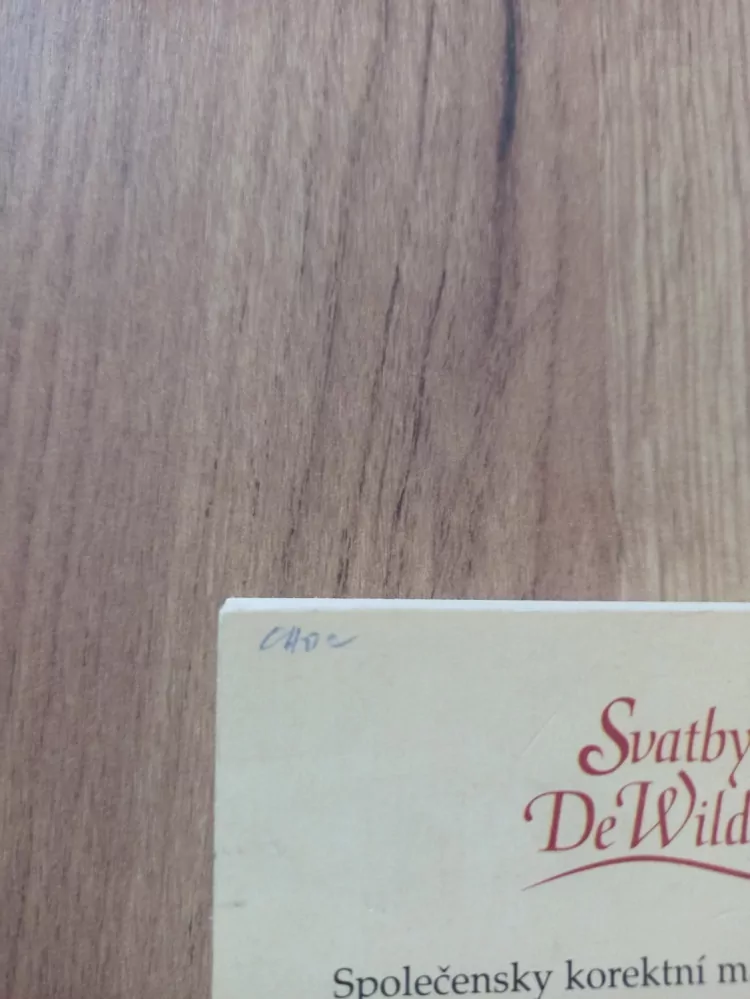 Svatby
DeWild
Společensky korektní m